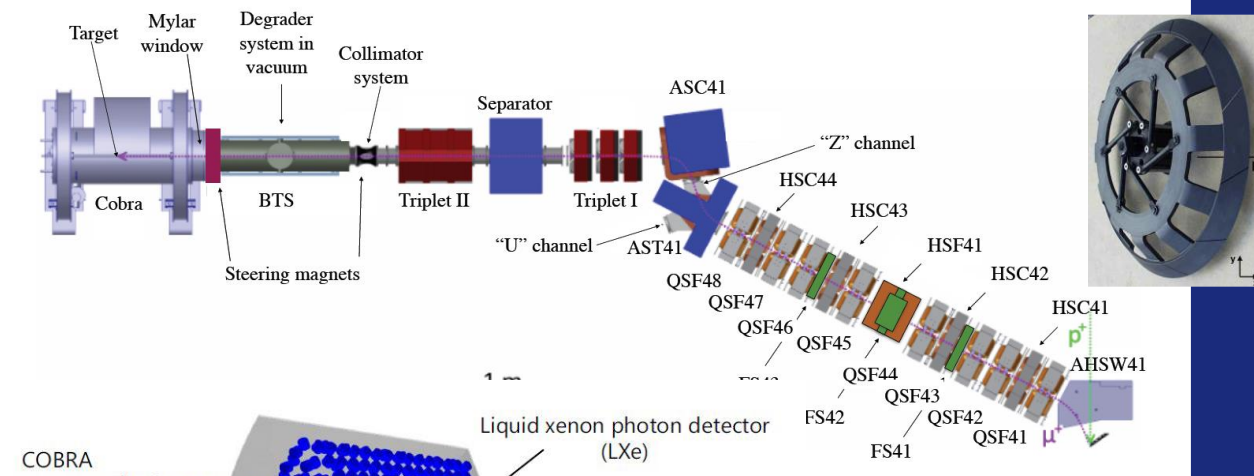 Target
Mylar
window
Degrader
system in
vacuum
Collimator
system
Separator
ASC41
"Z" channel
Cobra
BTS
Triplet II
Triplet I
"U" channel
AST41
Steering magnets
HSC44
HSC43
HSF41
HSC42
HSC41
QSF48
QSF47
QSF46
QSF45
QSF44
QSF43
QSF42
QSF41
FS42
FS41
p+
AHSW41
μ+
y
Liquid xenon photon detector
(LXe)
COBRA